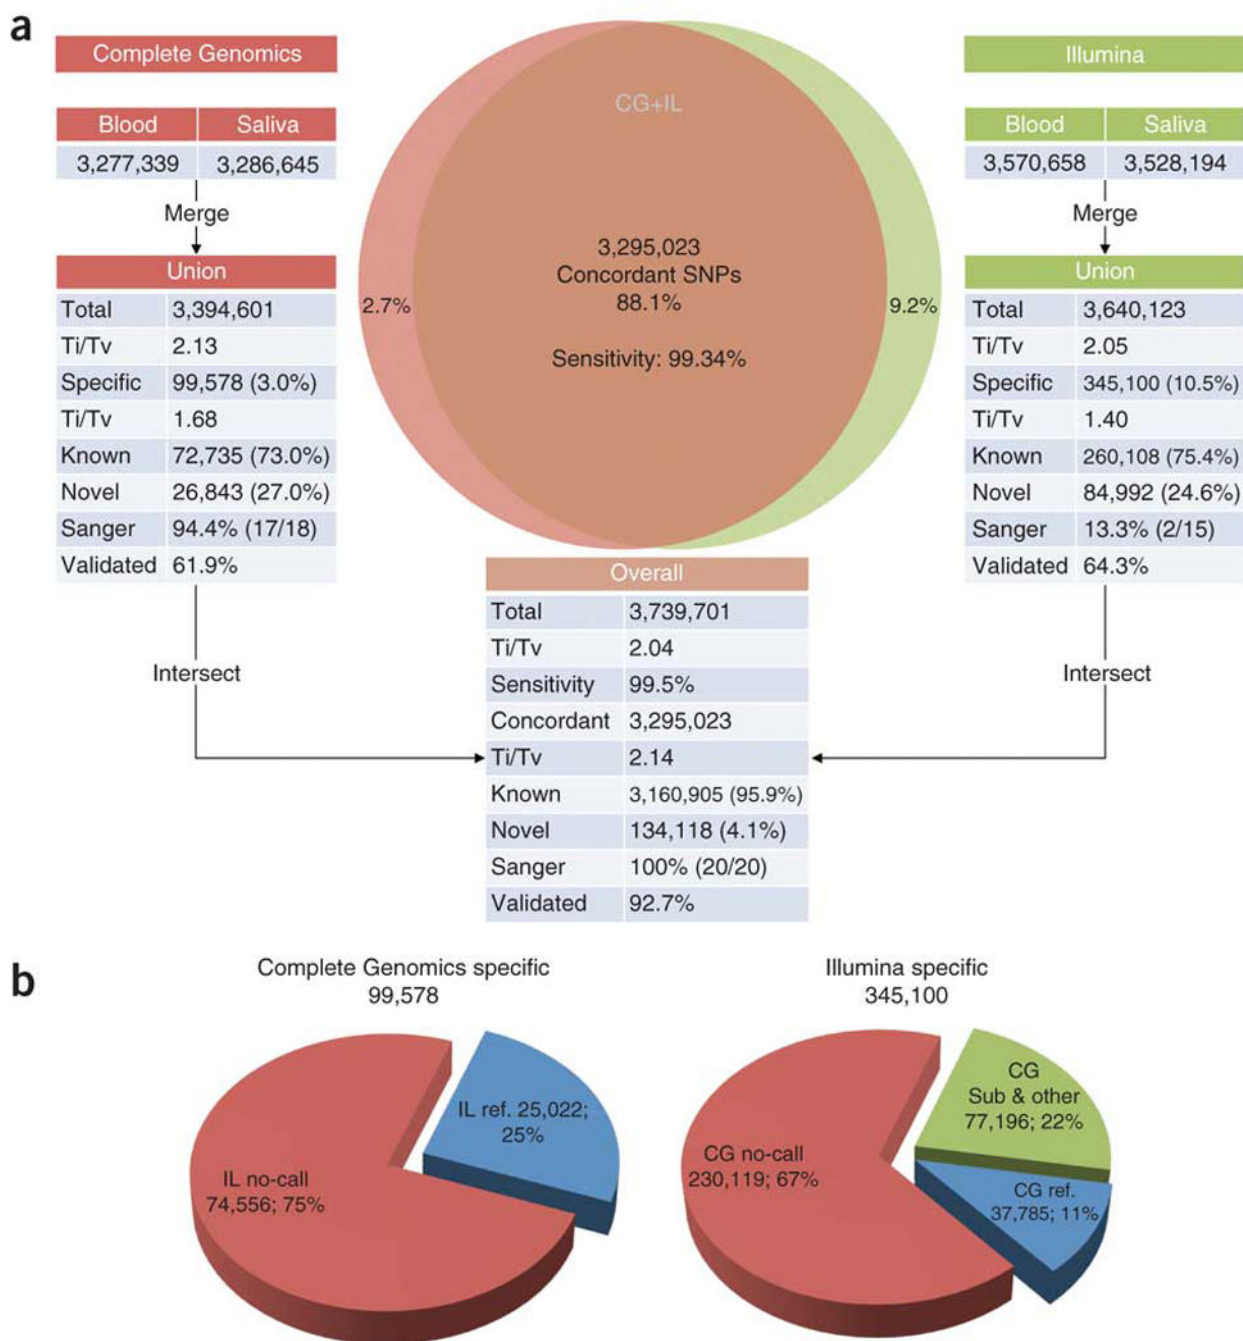 a
Complete Genomics
Blood Saliva
3,277,339 3,286,645
Merge
Union
Total 3,394,601
Ti/Tv 2.13
Specific 99,578 (3.0%)
Ti/Tv 1.68
Known 72,735 (73.0%)
Novel 26,843 (27.0%)
Sanger 94.4% (17/18)
Validated 61.9%
Intersect
CG+IL
2.7%
3,295,023
Concordant SNPs
88.1%
Sensitivity: 99.34%
9.2%
Illumina
Blood Saliva
3,570,658 3,528,194
Merge
Union
Total 3,640,123
Ti/Tv 2.05
Specific 345,100 (10.5%)
Ti/Tv 1.40
Known 260,108 (75.4%)
Novel 84,992 (24.6%)
Sanger 13.3% (2/15)
Validated 64.3%
Intersect
Overall
Total 3,739,701
Ti/Tv 2.04
Sensitivity 99.5%
Concordant 3,295,023
Ti/Tv 2.14
Known 3,160,905 (95.9%)
Novel 134,118 (4.1%)
Sanger 100% (20/20)
Validated 92.7%
b
Complete Genomics specific
99,578
IL ref. 25,022;
25%
IL no-call
74,556; 75%
Illumina specific
345,100
CG
Sub & other
77,196; 22%
CG no-call
230,119; 67%
CG ref.
37,785; 11%